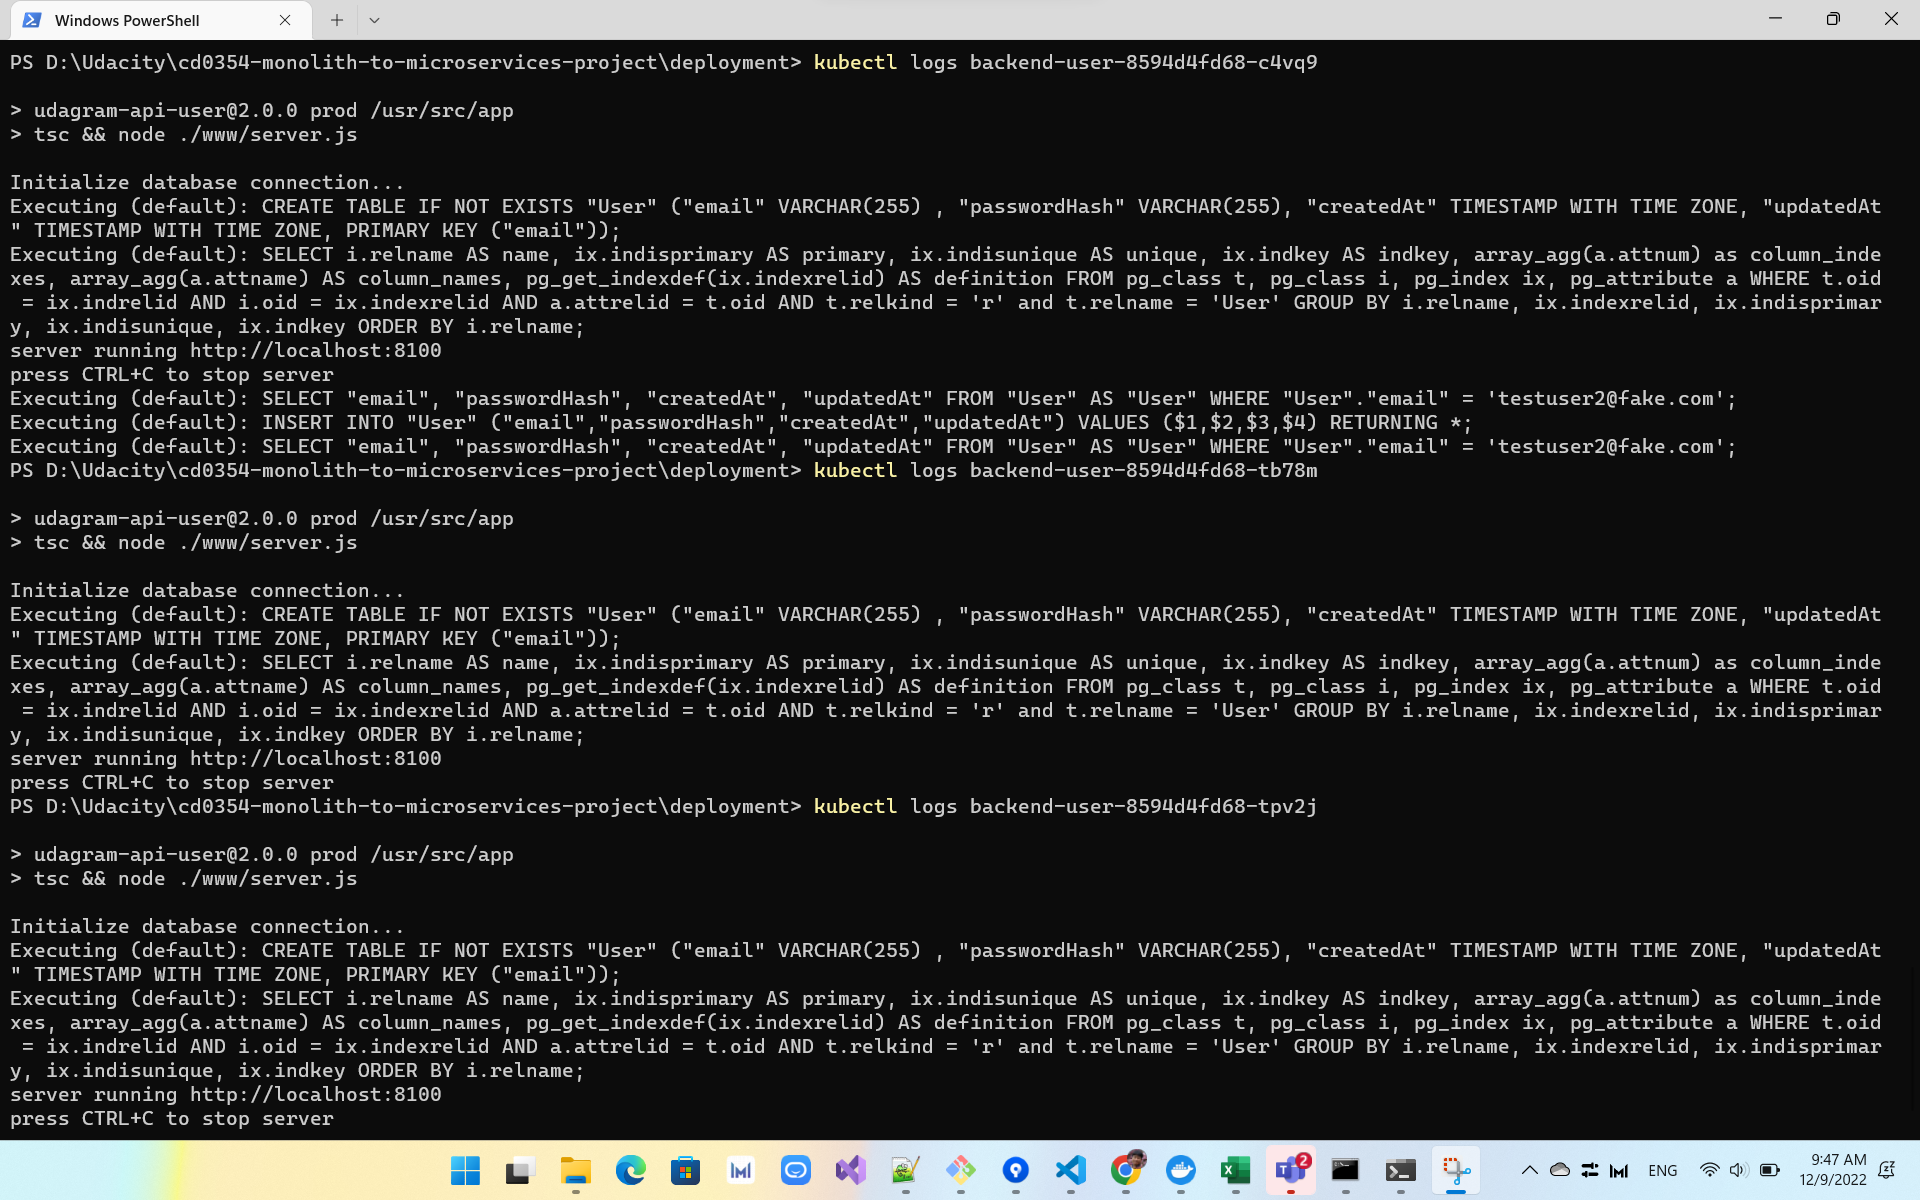 Windows PowerShell
PS D:\Udacity\cd0354-monolith-to-microservices-project\deployment> kubectl logs backend-user-8594d4fd68-c4vq9
> udagram-api-user@2.0.0 prod /usr/src/app
> tsc && node ./www/server.js
Initialize database connection...
Executing (default): CREATE TABLE IF NOT EXISTS "User" ("email" VARCHAR(255) , "passwordHash" VARCHAR(255), "createdAt" TIMESTAMP WITH TIME ZONE, "updatedAt
" TIMESTAMP WITH TIME ZONE, PRIMARY KEY ("email"));
Executing (default): SELECT i.relname AS name, ix.indisprimary AS primary, ix.indisunique AS unique, ix.indkey AS indkey, array_agg(a.attnum) as column_inde
xes, array_agg(a.attname) AS column_names, pg_get_indexdef(ix.indexrelid) AS definition FROM pg_class t, pg_class i, pg_index ix, pg_attribute a WHERE t.oid
= ix.indrelid AND i.oid = ix.indexrelid AND a.attrelid = t.oid AND t.relkind = 'r' and t.relname = 'User' GROUP BY i.relname, ix.indexrelid, ix.indisprimar
y, ix.indisunique, ix.indkey ORDER BY i.relname;
server running http://localhost:8100
press CTRL+C to stop server
Executing (default): SELECT "email", "passwordHash", "createdAt", "updatedAt" FROM "User" AS "User" WHERE "User"."email" = 'testuser2@fake.com';
Executing (default): INSERT INTO "User" ("email","passwordHash","createdAt","updatedAt") VALUES ($1,$2,$3,$4) RETURNING *;
Executing (default): SELECT "email", "passwordHash", "createdAt", "updatedAt" FROM "User" AS "User" WHERE "User"."email" = 'testuser2@fake.com';
PS D:\Udacity\cd0354-monolith-to-microservices-project\deployment> kubectl logs backend-user-8594d4fd68-tb78m
> udagram-api-user@2.0.0 prod /usr/src/app
> tsc && node ./www/server.js
Initialize database connection...
Executing (default): CREATE TABLE IF NOT EXISTS "User" ("email" VARCHAR(255) , "passwordHash" VARCHAR(255), "createdAt" TIMESTAMP WITH TIME ZONE, "updatedAt
" TIMESTAMP WITH TIME ZONE, PRIMARY KEY ("email"));
Executing (default): SELECT i.relname AS name, ix.indisprimary AS primary, ix.indisunique AS unique, ix.indkey AS indkey, array_agg(a.attnum) as column_inde
xes, array_agg(a.attname) AS column_names, pg_get_indexdef(ix.indexrelid) AS definition FROM pg_class t, pg_class i, pg_index ix, pg_attribute a WHERE t.oid
= ix.indrelid AND i.oid = ix.indexrelid AND a.attrelid = t.oid AND t.relkind = 'r' and t.relname = 'User' GROUP BY i.relname, ix.indexrelid, ix.indisprimar
y, ix.indisunique, ix.indkey ORDER BY i.relname;
server running http://localhost:8100
press CTRL+C to stop server
PS D:\Udacity\cd0354-monolith-to-microservices-project\deployment> kubectl logs backend-user-8594d4fd68-tpv2j
> udagram-api-user@2.0.0 prod /usr/src/app
> tsc && node ./www/server.js
Initialize database connection...
Executing (default): CREATE TABLE IF NOT EXISTS "User" ("email" VARCHAR(255) , "passwordHash" VARCHAR(255), "createdAt" TIMESTAMP WITH TIME ZONE, "updatedAt
" TIMESTAMP WITH TIME ZONE, PRIMARY KEY ("email"));
Executing (default): SELECT i.relname AS name, ix.indisprimary AS primary, ix.indisunique AS unique, ix.indkey AS indkey, array_agg(a.attnum) as column_inde
xes, array_agg(a.attname) AS column_names, pg_get_indexdef(ix.indexrelid) AS definition FROM pg_class t, pg_class i, pg_index ix, pg_attribute a WHERE t.oid
= ix.indrelid AND i.oid = ix.indexrelid AND a.attrelid = t.oid AND t.relkind = 'r' and t.relname = 'User' GROUP BY i.relname, ix.indexrelid, ix.indisprimar
y, ix.indisunique, ix.indkey ORDER BY i.relname;
server running http://localhost:8100
press CTRL+C to stop server
2
ENG
9:47 AM
12/9/2022